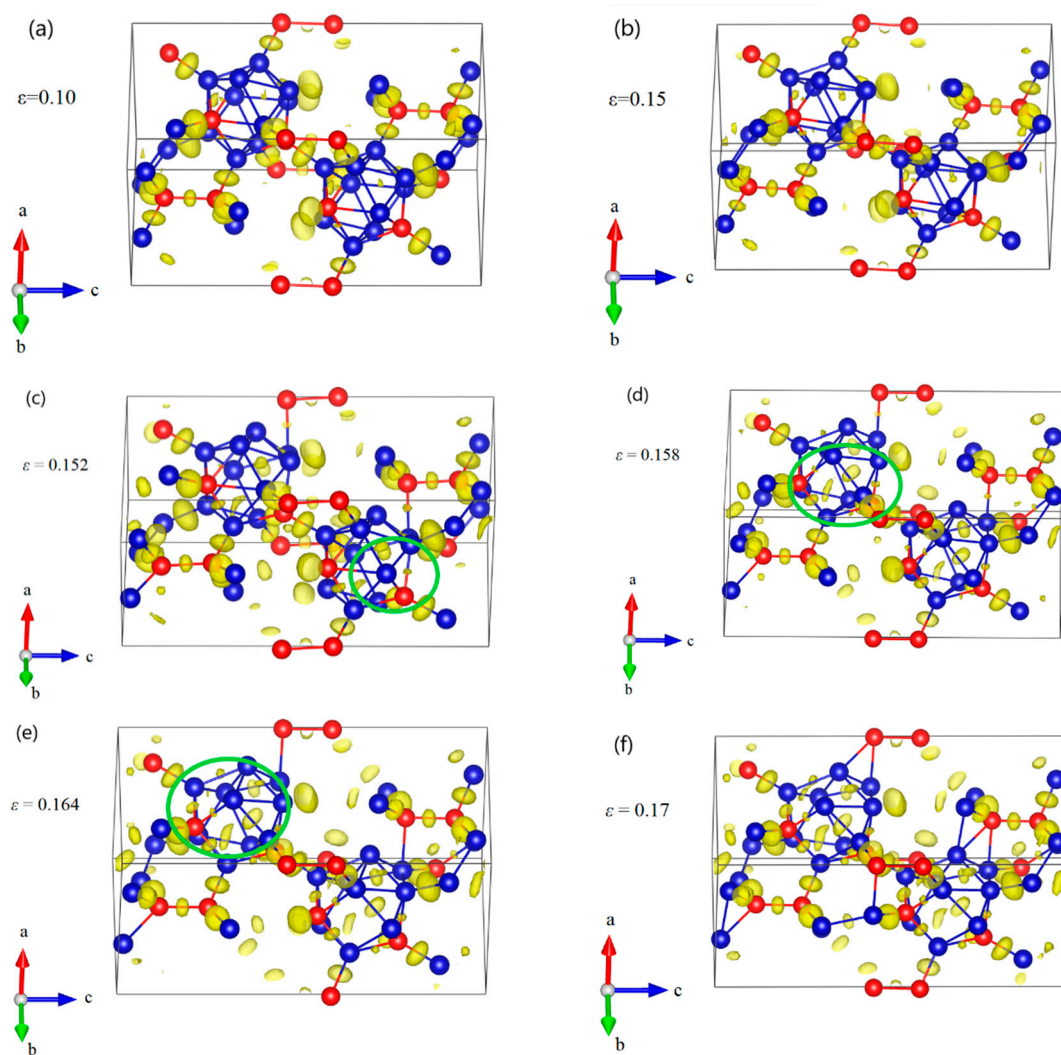 (a)
ε=0.10
a
c
b
(b)
ε=0.15
a
c
b
(c)
ε = 0.152
a
c
b
(d)
ε = 0.158
a
c
b
(e)
ε = 0.164
a
c
b
(f)
ε = 0.17
a
c
b